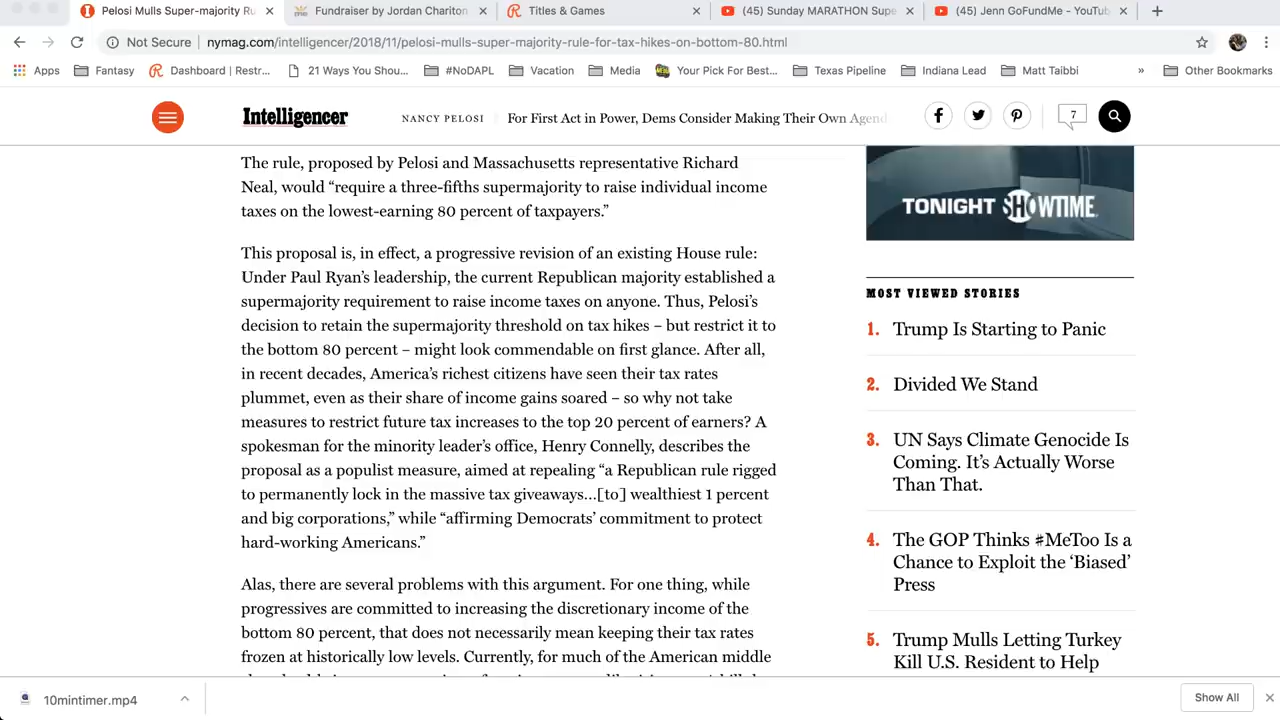 Pelosi Mulls Super-majority Ru
Fundraiser by Jordan Chariton
Titles & Games
(45) Sunday MARATHON Supe
(45) Jenn GoFundMe - YouTub
Not Secure
nymag.com/intelligencer/2018/11/pelosi-mulls-super-majority-rule-for-tax-hikes-on-bottom-80.html
Apps
Fantasy
Dashboard | Restr...
21 Ways You Shou...
#NoDAPL
Vacation
Media
Your Pick For Best...
Texas Pipeline
Indiana Lead
Matt Taibbi
»
Other Bookmarks
Intelligencer
NANCY PELOSI
For First Act in Power, Dems Consider Making Their Own Agend
7
The rule, proposed by Pelosi and Massachusetts representative Richard
Neal, would “require a three-fifths supermajority to raise individual income
taxes on the lowest-earning 80 percent of taxpayers.”
This proposal is, in effect, a progressive revision of an existing House rule:
Under Paul Ryan’s leadership, the current Republican majority established a
supermajority requirement to raise income taxes on anyone. Thus, Pelosi’s
decision to retain the supermajority threshold on tax hikes – but restrict it to
the bottom 80 percent – might look commendable on first glance. After all,
in recent decades, America’s richest citizens have seen their tax rates
plummet, even as their share of income gains soared – so why not take
measures to restrict future tax increases to the top 20 percent of earners? A
spokesman for the minority leader’s office, Henry Connelly, describes the
proposal as a populist measure, aimed at repealing “a Republican rule rigged
to permanently lock in the massive tax giveaways…[to] wealthiest 1 percent
and big corporations,” while “affirming Democrats’ commitment to protect
hard-working Americans.”
Alas, there are several problems with this argument. For one thing, while
progressives are committed to increasing the discretionary income of the
bottom 80 percent, that does not necessarily mean keeping their tax rates
frozen at historically low levels. Currently, for much of the American middle
TONIGHT SHOWTIME
MOST VIEWED STORIES
1. Trump Is Starting to Panic
2. Divided We Stand
3. UN Says Climate Genocide Is
Coming. It’s Actually Worse
Than That.
4. The GOP Thinks #MeToo Is a
Chance to Exploit the ‘Biased’
Press
5. Trump Mulls Letting Turkey
Kill U.S. Resident to Help
10mintimer.mp4
Show All